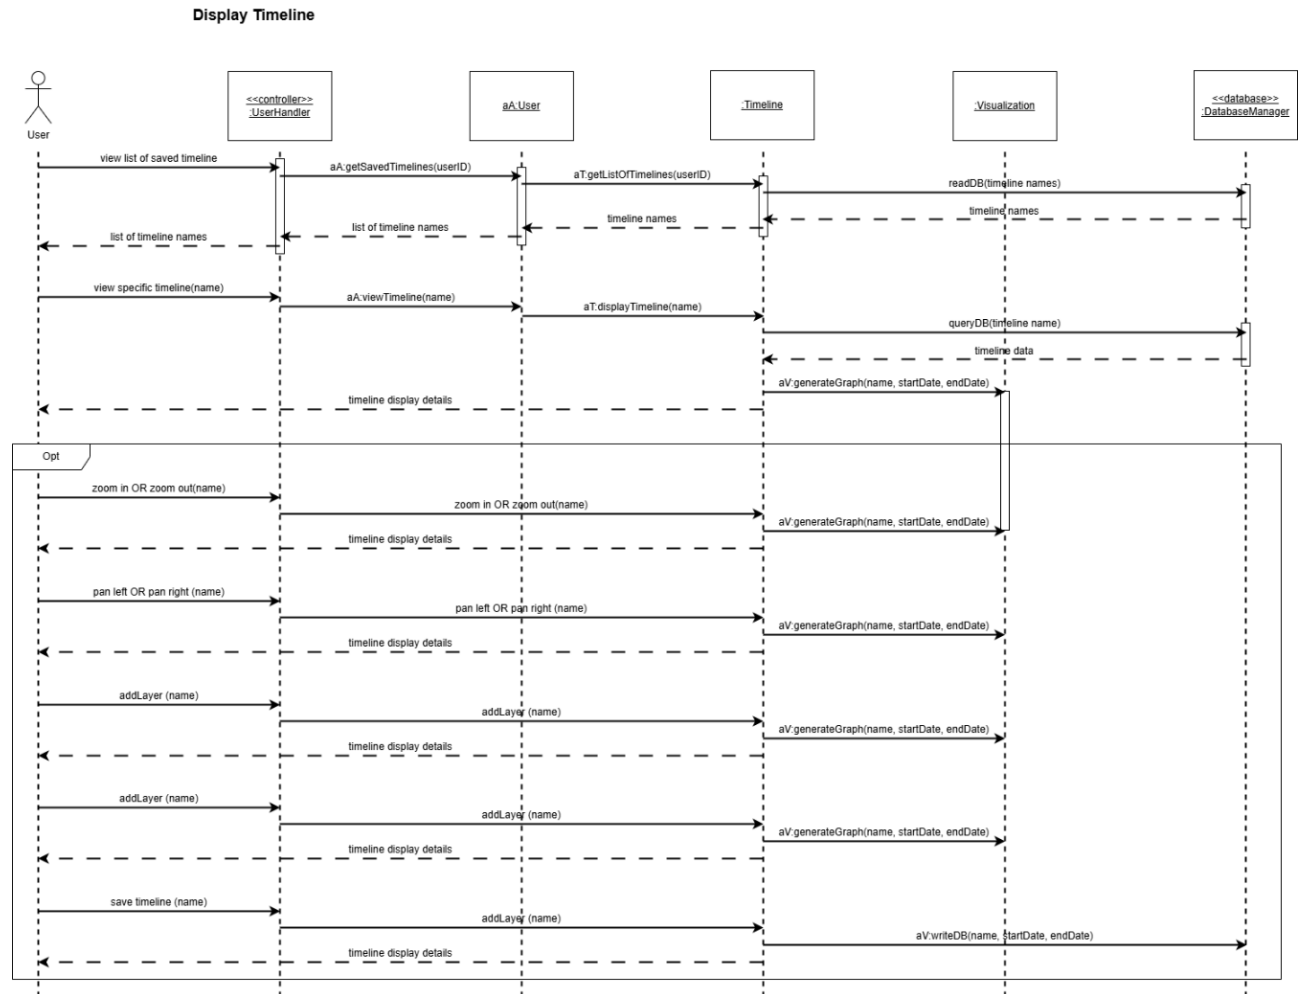 Display Timeline
User
<<controller>>
:UserHandler
aA:User
:Timeline
:Visualization
<<database>>
:DatabaseManager
view list of saved timeline
aA:getSavedTimelines(userID)
aT:getListOfTimelines(userID)
readDB(timeline names)
timeline names
timeline names
list of timeline names
list of timeline names
view specific timeline(name)
aA:viewTimeline(name)
aT:displayTimeline(name)
queryDB(timeline name)
timeline data
aV:generateGraph(name, startDate, endDate)
timeline display details
Opt
zoom in OR zoom out(name)
zoom in OR zoom out(name)
aV:generateGraph(name, startDate, endDate)
timeline display details
pan left OR pan right (name)
pan left OR pan right (name)
aV:generateGraph(name, startDate, endDate)
timeline display details
addLayer (name)
addLayer (name)
aV:generateGraph(name, startDate, endDate)
timeline display details
addLayer (name)
addLayer (name)
aV:generateGraph(name, startDate, endDate)
timeline display details
save timeline (name)
addLayer (name)
aV:writeDB(name, startDate, endDate)
timeline display details